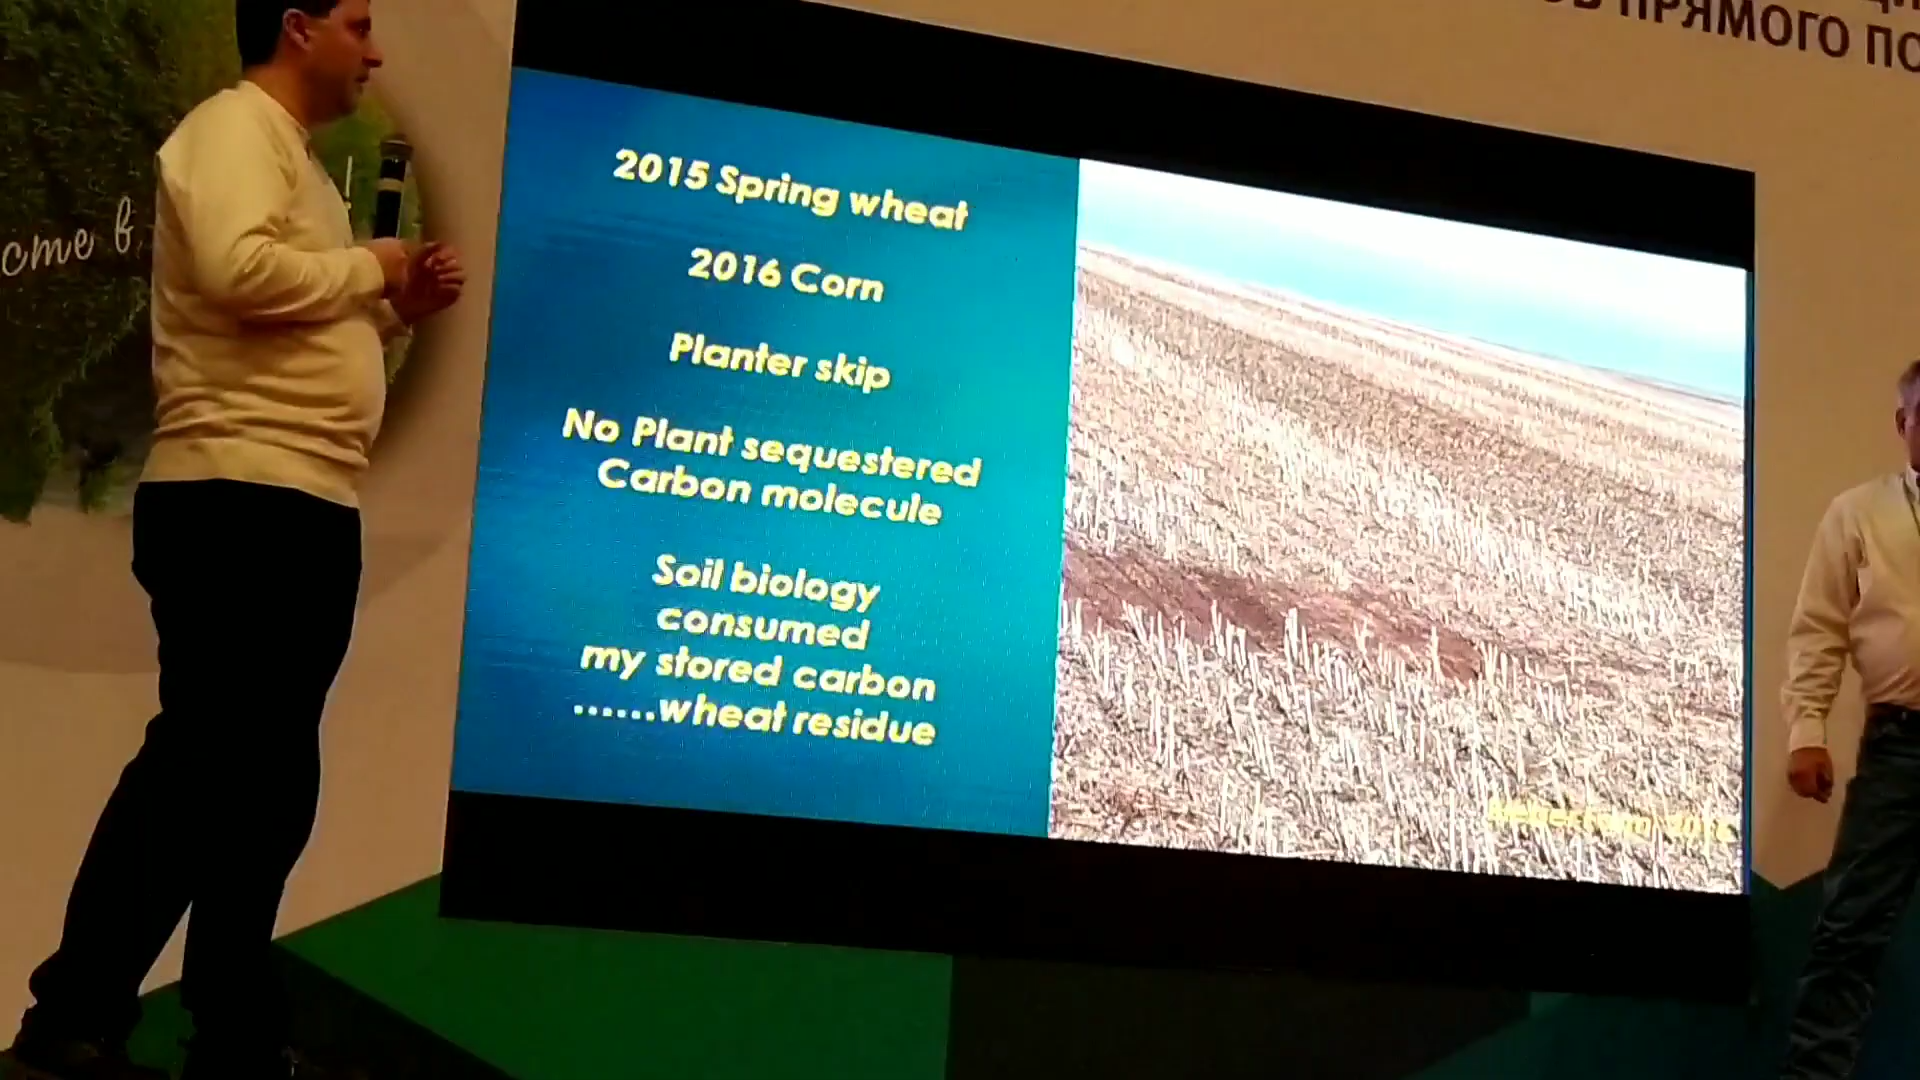 ПРЯМОГО
сте в
2015 Spring wheat
2016 Corn
Planter skip
No Plant sequestered
Carbon molecule
Soil biology
consumed
my stored carbon
......wheat residue